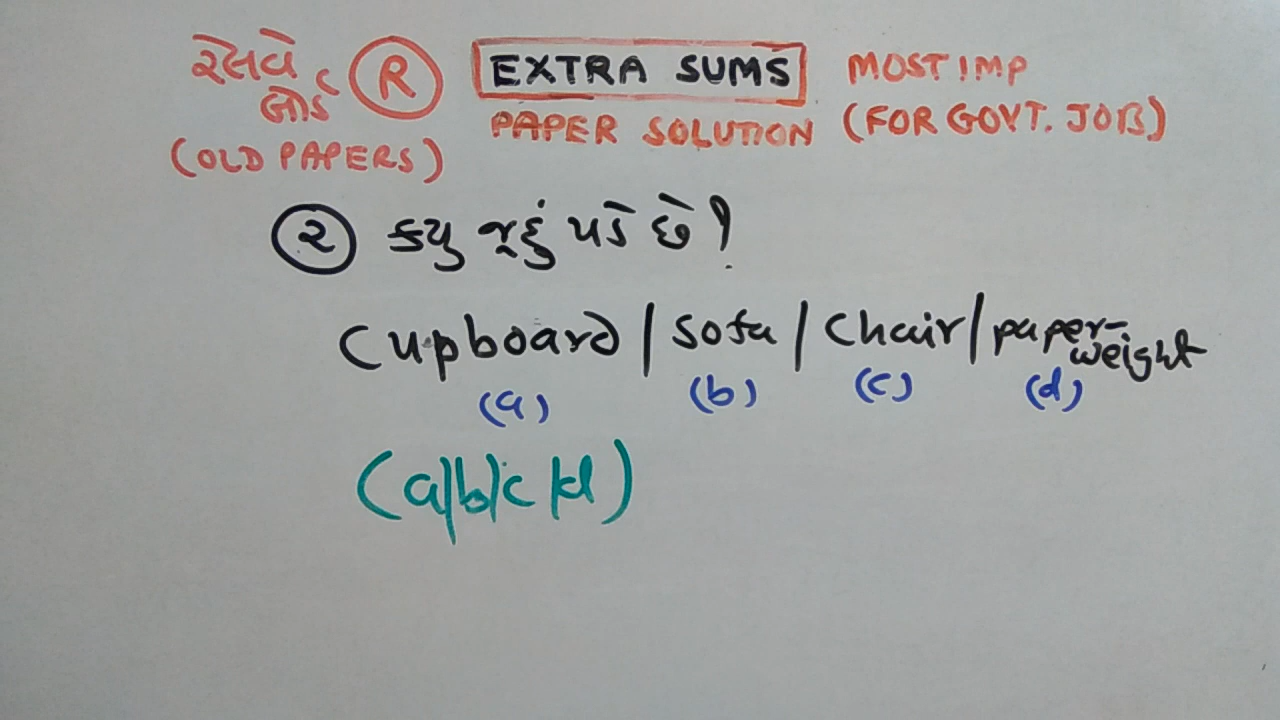 રેલવે બોર્ડ
(OLD PAPERS)
R
EXTRA SUMS
PAPER SOLUTION
MOST IMP
(FOR GOVT. JOB)
૨ કયુ જૂદું પડે છે?
Cupboard / Sofa / Chair / paper-weight
(a) (b) (c) (d)
(a/b/c/d)